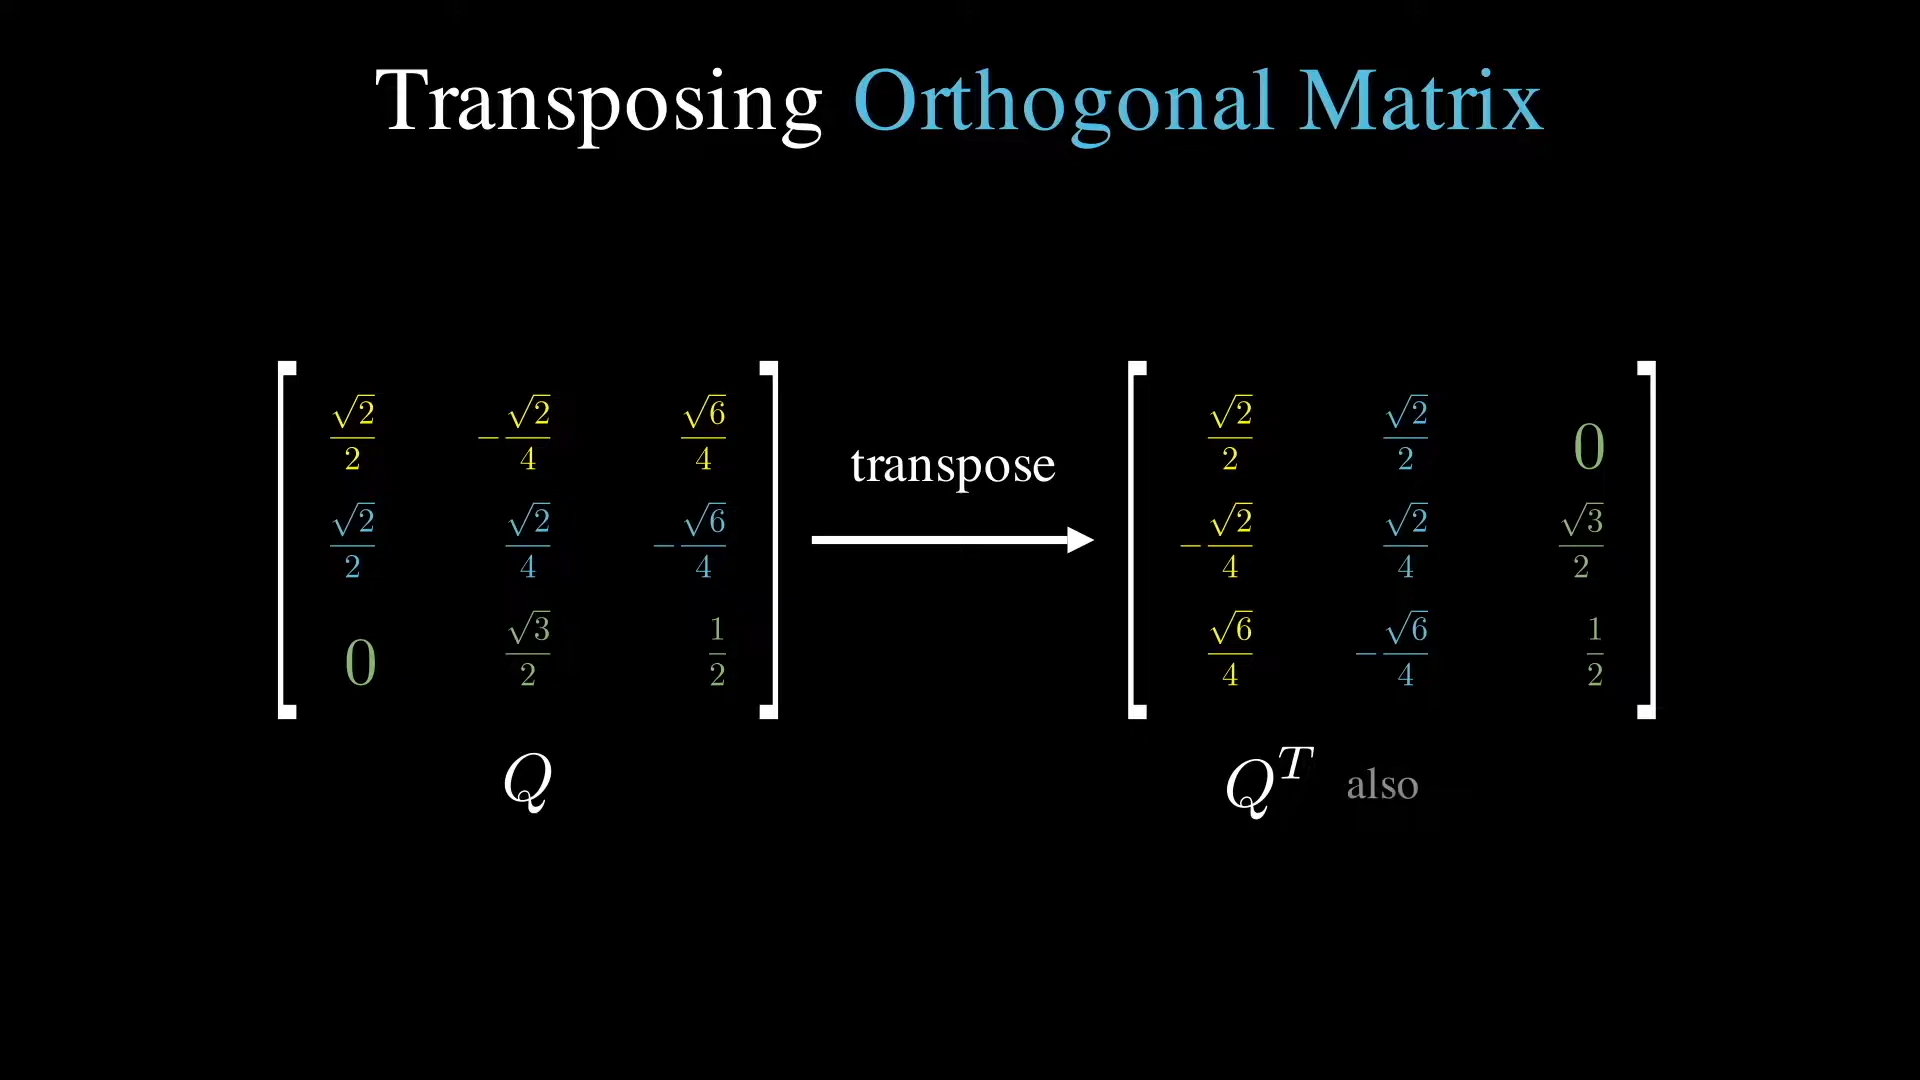 Transposing Orthogonal Matrix
√2/2 -√2/4 √6/4
√2/2 √2/4 -√6/4
0 √3/2 1/2
transpose
√2/2 √2/2 0
-√2/4 √2/4 √3/2
√6/4 -√6/4 1/2
Q
Q^T also